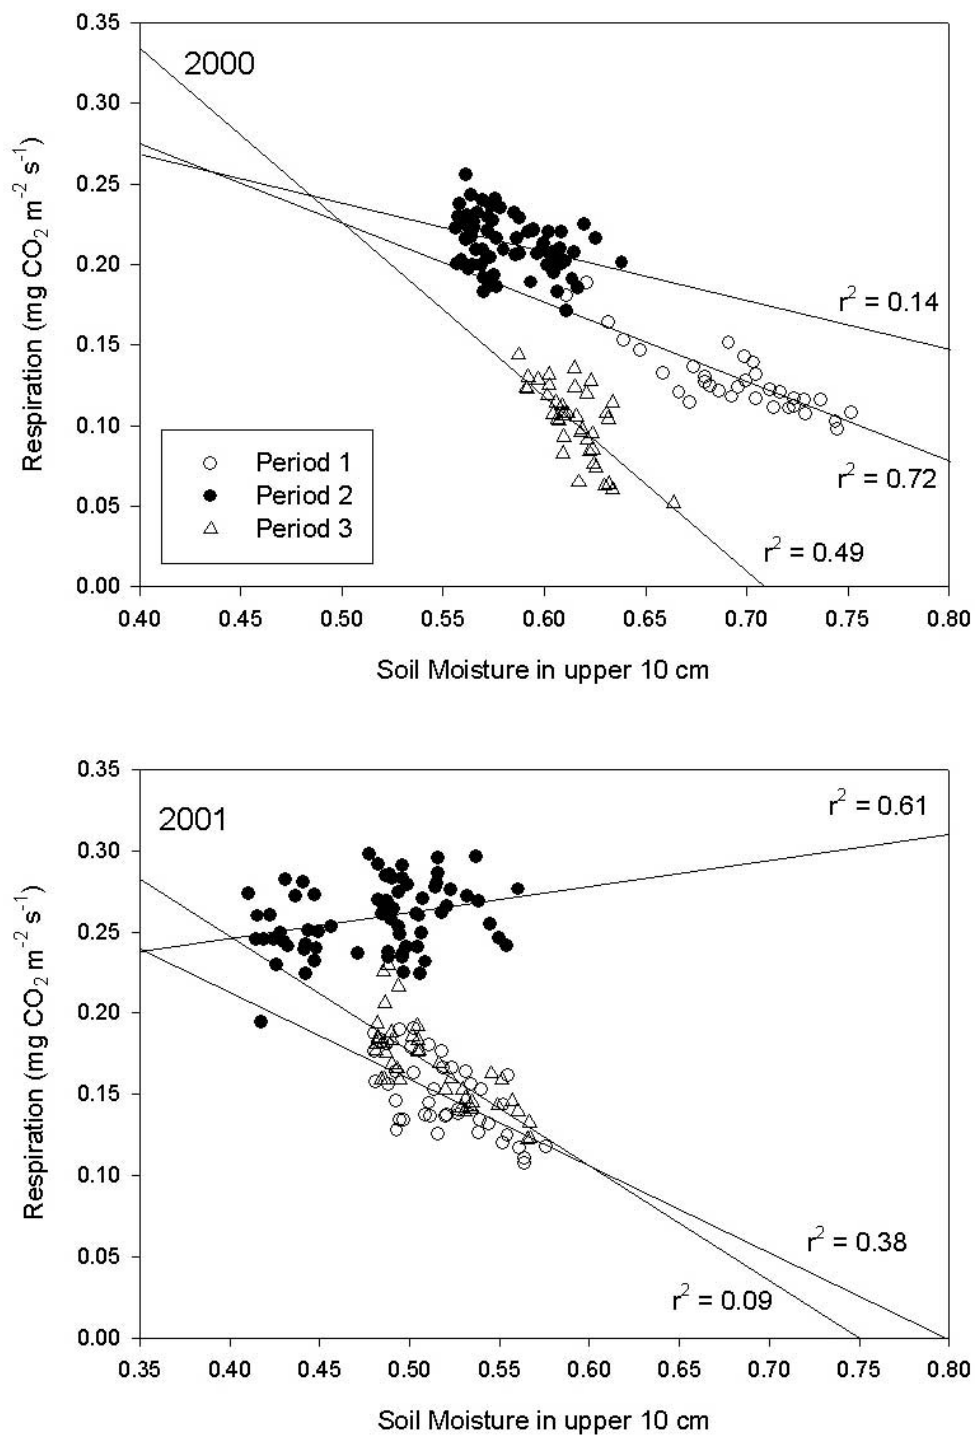 0.35
0.30
0.25
0.20
0.15
0.10
0.05
0.00
Respiration (mg CO₂ m⁻² s⁻¹)
2000
r² = 0.14
r² = 0.72
r² = 0.49
Period 1
Period 2
Period 3
0.40 0.45 0.50 0.55 0.60 0.65 0.70 0.75 0.80
Soil Moisture in upper 10 cm
0.35
0.30
0.25
0.20
0.15
0.10
0.05
0.00
Respiration (mg CO₂ m⁻² s⁻¹)
2001
r² = 0.61
r² = 0.38
r² = 0.09
0.35 0.40 0.45 0.50 0.55 0.60 0.65 0.70 0.75 0.80
Soil Moisture in upper 10 cm